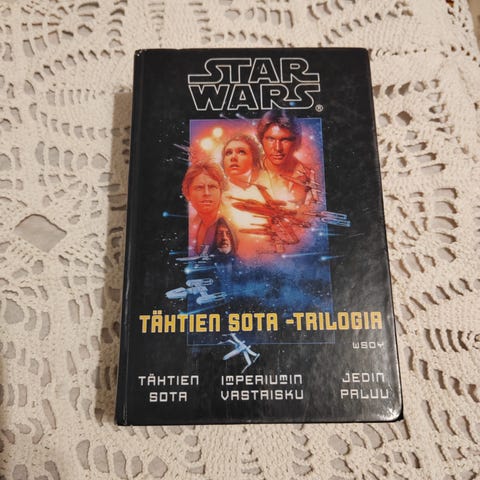 STAR
WARS®
TÄHTIEN SOTA -TRILOGIA
WSOY
TÄHTIEN
SOTA
IMPERIUMIN
VASTAISKU
JEDIN
PALUU